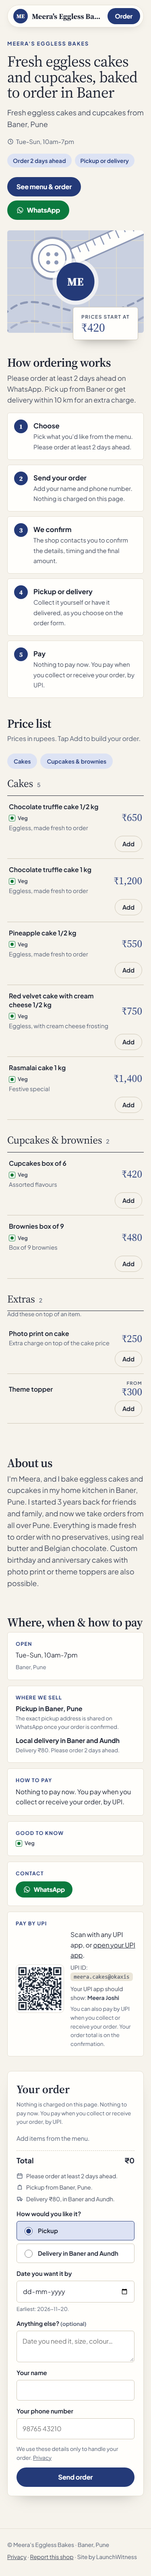 ME
Meera's Eggless Ba...
Order
MEERA'S EGGLESS BAKES
Fresh eggless cakes
and cupcakes, baked
to order in Baner
Fresh eggless cakes and cupcakes from
Baner, Pune
Tue–Sun, 10am–7pm
Order 2 days ahead
Pickup or delivery
See menu & order
WhatsApp
ME
PRICES START AT
₹420
How ordering works
Please order at least 2 days ahead on
WhatsApp. Pick up from Baner or get
delivery within 10 km for an extra charge.
1
Choose
Pick what you'd like from the menu.
Please order at least 2 days ahead.
2
Send your order
Add your name and phone number.
Nothing is charged on this page.
3
We confirm
The shop contacts you to confirm
the details, timing and the final
amount.
4
Pickup or delivery
Collect it yourself or have it
delivered, as you choose on the
order form.
5
Pay
Nothing to pay now. You pay when
you collect or receive your order, by
UPI.
Price list
Prices in rupees. Tap Add to build your order.
Cakes
Cupcakes & brownies
Cakes 5
Chocolate truffle cake 1/2 kg
Veg
₹650
Eggless, made fresh to order
Add
Chocolate truffle cake 1 kg
Veg
₹1,200
Eggless, made fresh to order
Add
Pineapple cake 1/2 kg
Veg
₹550
Eggless, made fresh to order
Add
Red velvet cake with cream
cheese 1/2 kg
₹750
Veg
Eggless, with cream cheese frosting
Add
Rasmalai cake 1 kg
Veg
₹1,400
Festive special
Add
Cupcakes & brownies 2
Cupcakes box of 6
Veg
₹420
Assorted flavours
Add
Brownies box of 9
Veg
₹480
Box of 9 brownies
Add
Extras 2
Add these on top of an item.
Photo print on cake
₹250
Extra charge on top of the cake price
Add
Theme topper
FROM
₹300
Add
About us
I'm Meera, and I bake eggless cakes and
cupcakes in my home kitchen in Baner,
Pune. I started 3 years back for friends
and family, and now we take orders from
all over Pune. Everything is made fresh
to order with no preservatives, using real
butter and Belgian chocolate. Custom
birthday and anniversary cakes with
photo print or theme toppers are also
possible.
Where, when & how to pay
OPEN
Tue–Sun, 10am–7pm
Baner, Pune
WHERE WE SELL
Pickup in Baner, Pune
The exact pickup address is shared on
WhatsApp once your order is confirmed.
Local delivery in Baner and Aundh
Delivery ₹80. Please order 2 days ahead.
HOW TO PAY
Nothing to pay now. You pay when you
collect or receive your order, by UPI.
GOOD TO KNOW
Veg
CONTACT
WhatsApp
PAY BY UPI
Scan with any UPI
app, or open your UPI
app.
UPI ID:
meera.cakes@okaxis
Your UPI app should
show: Meera Joshi
You can also pay by UPI
when you collect or
receive your order. Your
order total is on the
confirmation.
Your order
Nothing is charged on this page. Nothing to
pay now. You pay when you collect or receive
your order, by UPI.
Add items from the menu.
Total
₹0
Please order at least 2 days ahead.
Pickup from Baner, Pune.
Delivery ₹80, in Baner and Aundh.
How would you like it?
Pickup
Delivery in Baner and Aundh
Date you want it by
dd-mm-yyyy
Earliest: 2026-11-20.
Anything else? (optional)
Do you need it, size, colour...
Your name
Your phone number
98765 43210
We use these details only to handle your
order. Privacy
Send order
© Meera's Eggless Bakes · Baner, Pune
Privacy · Report this shop · Site by LaunchWitness